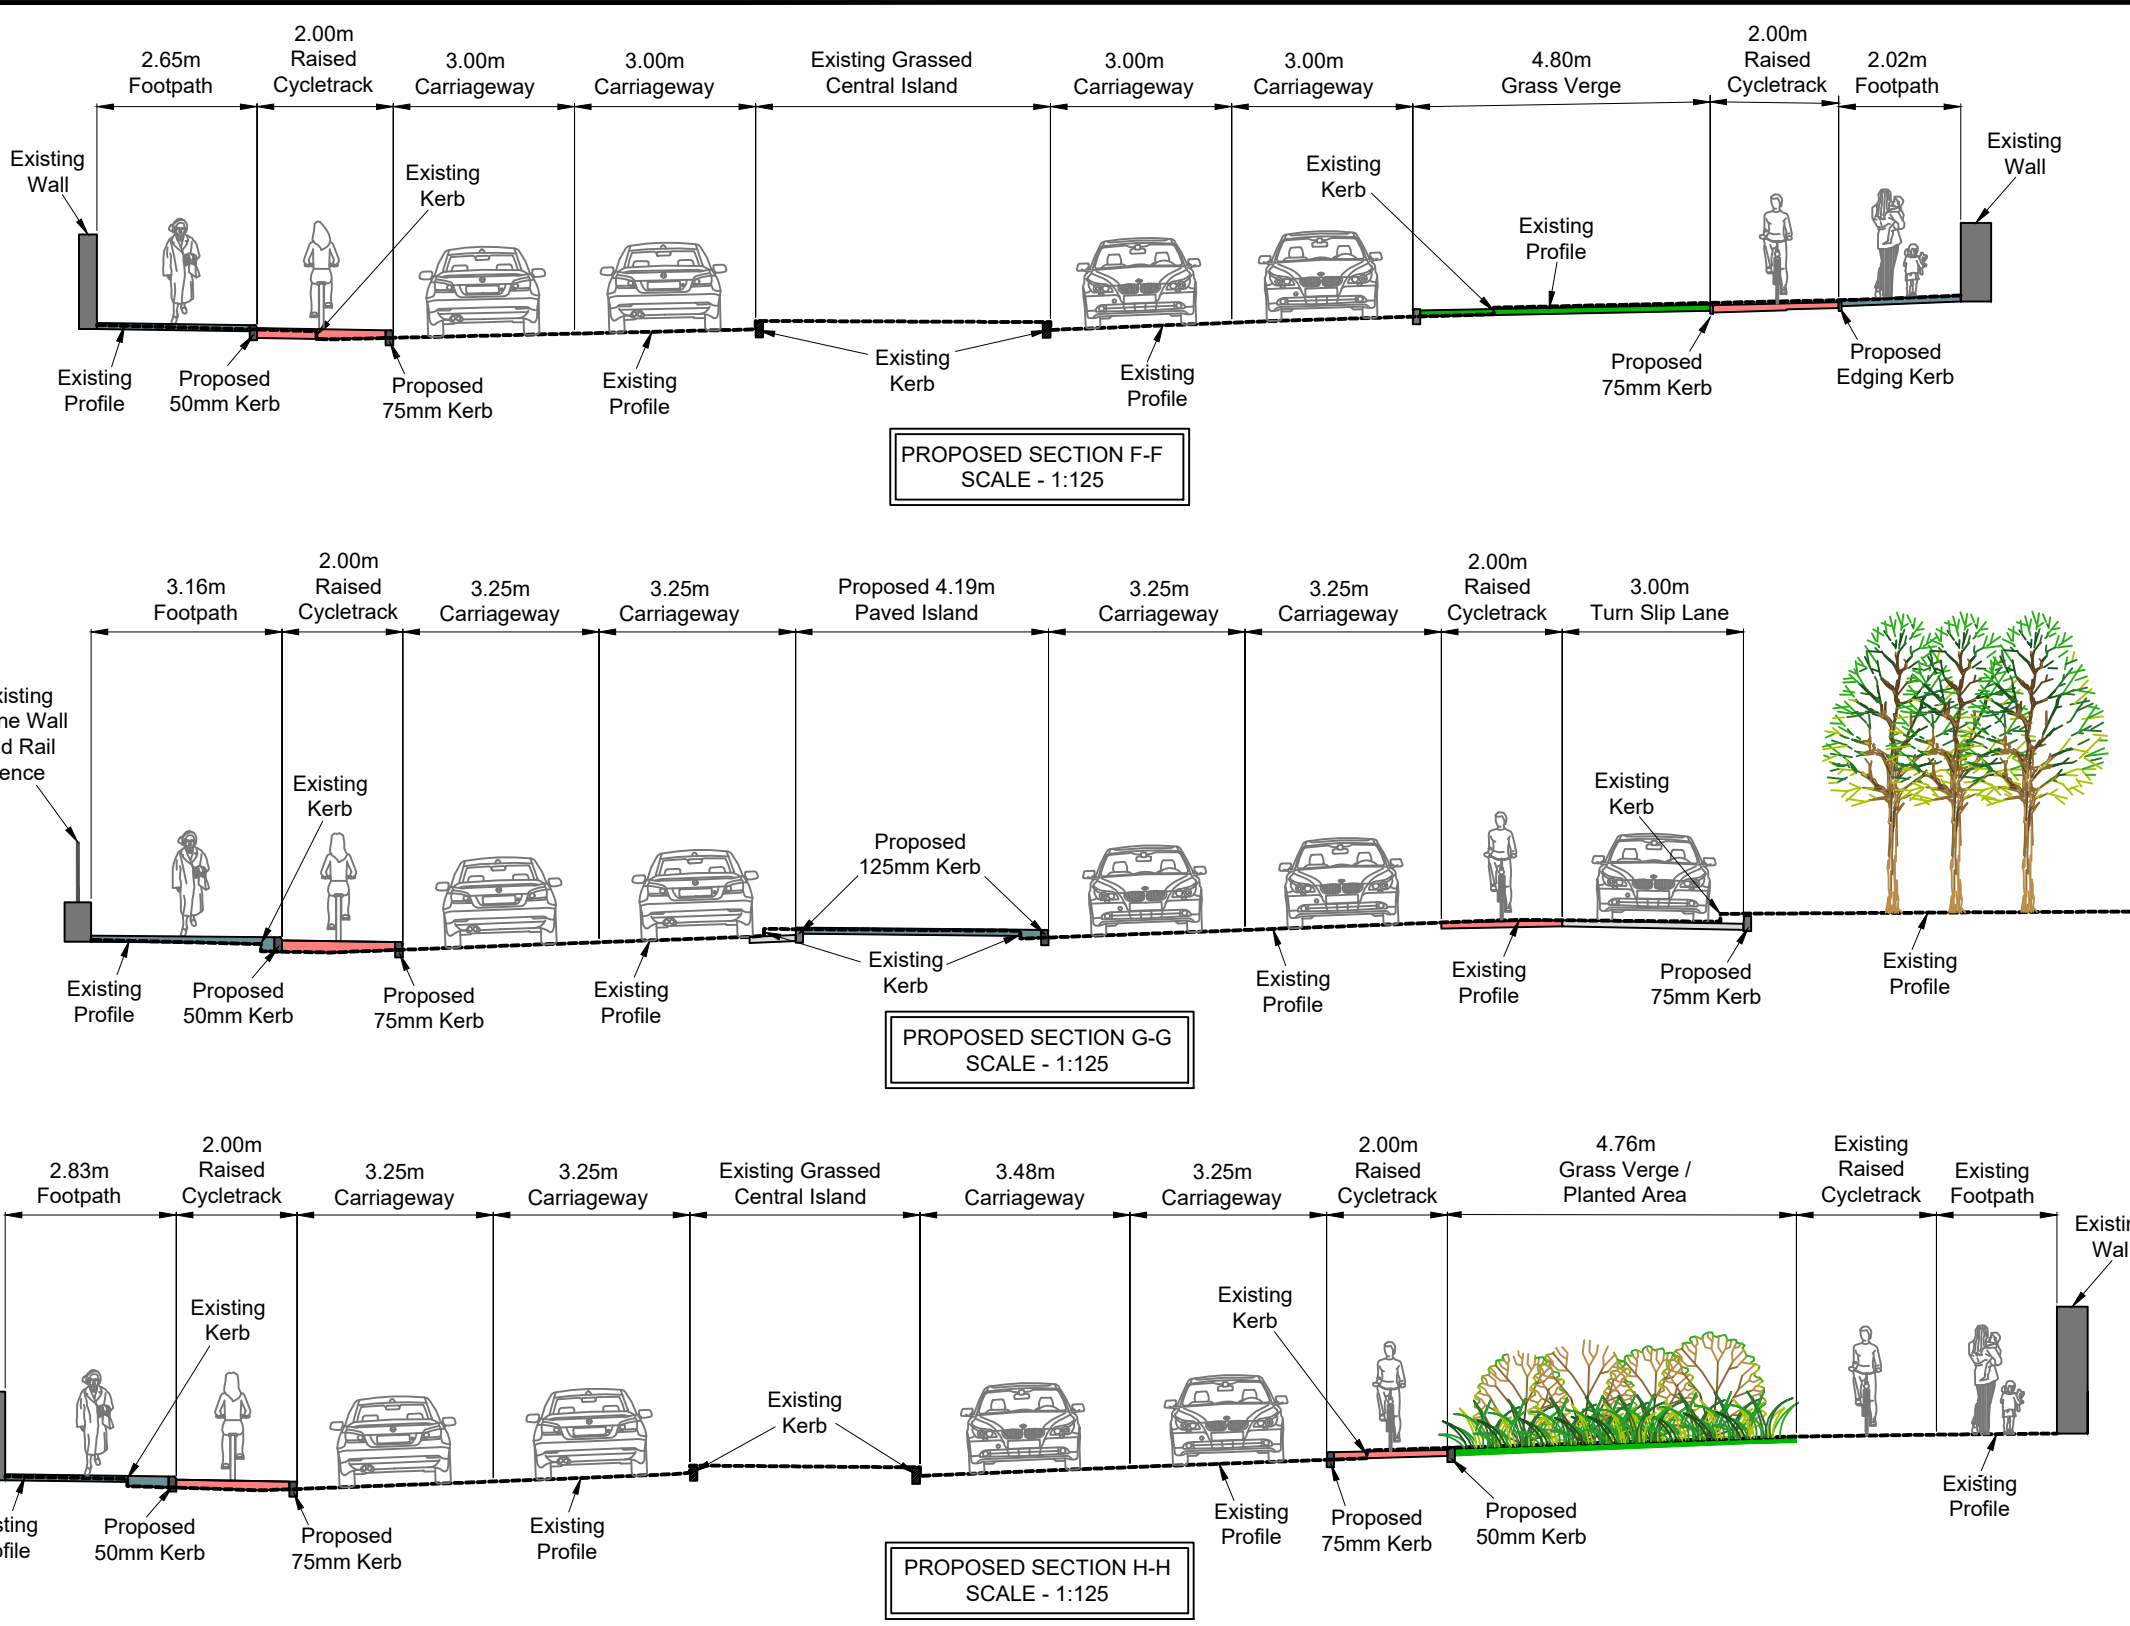 2.65m
Footpath
2.00m
Raised
Cycletrack
3.00m
Carriageway
3.00m
Carriageway
Existing Grassed
Central Island
3.00m
Carriageway
3.00m
Carriageway
4.80m
Grass Verge
2.00m
Raised
Cycletrack
2.02m
Footpath
Existing
Wall
Existing
Kerb
Existing
Kerb
Existing
Profile
Existing
Wall
Existing
Profile
Proposed
50mm Kerb
Proposed
75mm Kerb
Existing
Profile
Existing
Kerb
Existing
Profile
Proposed
75mm Kerb
Proposed
Edging Kerb
PROPOSED SECTION F-F
SCALE - 1:125
3.16m
Footpath
2.00m
Raised
Cycletrack
3.25m
Carriageway
3.25m
Carriageway
Proposed 4.19m
Paved Island
3.25m
Carriageway
3.25m
Carriageway
2.00m
Raised
Cycletrack
3.00m
Turn Slip Lane
xisting
ne Wall
d Rail
ence
Existing
Kerb
Proposed
125mm Kerb
Existing
Kerb
Existing
Profile
Proposed
50mm Kerb
Proposed
75mm Kerb
Existing
Profile
Existing
Kerb
Existing
Profile
Existing
Profile
Proposed
75mm Kerb
Existing
Profile
PROPOSED SECTION G-G
SCALE - 1:125
2.83m
Footpath
2.00m
Raised
Cycletrack
3.25m
Carriageway
3.25m
Carriageway
Existing Grassed
Central Island
3.48m
Carriageway
3.25m
Carriageway
2.00m
Raised
Cycletrack
4.76m
Grass Verge /
Planted Area
Existing
Raised
Cycletrack
Existing
Footpath
Existin
Wal
Existing
Kerb
Existing
Kerb
Existing
Kerb
sting
ofile
Proposed
50mm Kerb
Proposed
75mm Kerb
Existing
Profile
Existing
Profile
Proposed
75mm Kerb
Proposed
50mm Kerb
Existing
Profile
PROPOSED SECTION H-H
SCALE - 1:125